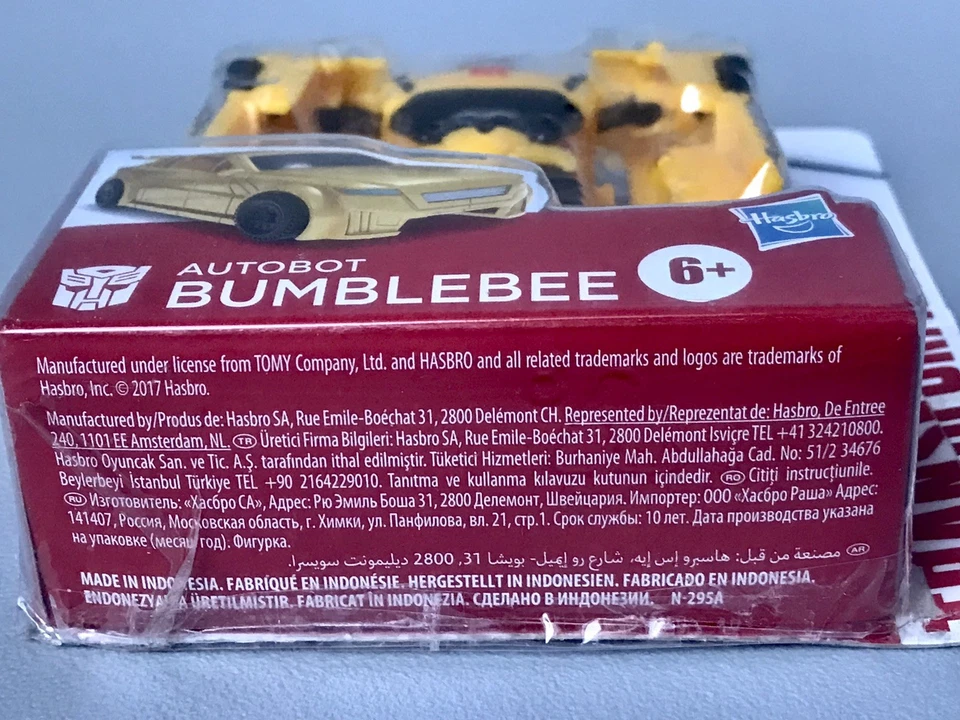 Hasbro
AUTOBOT
BUMBLEBEE
6+
Manufactured under license from TOMY Company, Ltd. and HASBRO and all related trademarks and logos are trademarks of
Hasbro, Inc. © 2017 Hasbro.
Manufactured by/Produs de: Hasbro SA, Rue Emile-Boéchat 31, 2800 Delémont CH. Represented by/Reprezentat de: Hasbro, De Entree
240, 1101 EE Amsterdam, NL. TR Üretici Firma Bilgileri: Hasbro SA, Rue Emile-Boéchat 31, 2800 Delémont Isviçre TEL +41 324210800.
Hasbro Oyuncak San. ve Tic. A.Ş. tarafından ithal edilmiştir. Tüketici Hizmetleri: Burhaniye Mah. Abdullahağa Cad. No: 51/2 34676
Beylerbeyi İstanbul Türkiye TEL +90 2164229010. Tanıtma ve kullanma kılavuzu kutunun içindedir. RO Citiți instrucțiunile.
RU Изготовитель: «Хасбро СА», Адрес: Рю Эмиль Боша 31, 2800 Делемонт, Швейцария. Импортер: ООО «Хасбро Раша» Адрес:
141407, Россия, Московская область, г. Химки, ул. Панфилова, вл. 21, стр.1. Срок службы: 10 лет. Дата производства указана
на упаковке (месяц год). Фигурка.
AR مصنعة من قبل: هاسبرو إس إيه، شارع رو إيميل- بويشا 31، 2800 ديليمونت سويسرا.
MADE IN INDONESIA. FABRIQUÉ EN INDONÉSIE. HERGESTELLT IN INDONESIEN. FABRICADO EN INDONESIA.
ENDONEZYA'DA ÜRETILMISTIR. FABRICAT ÎN INDONEZIA. СДЕЛАНО В ИНДОНЕЗИИ. N-295A